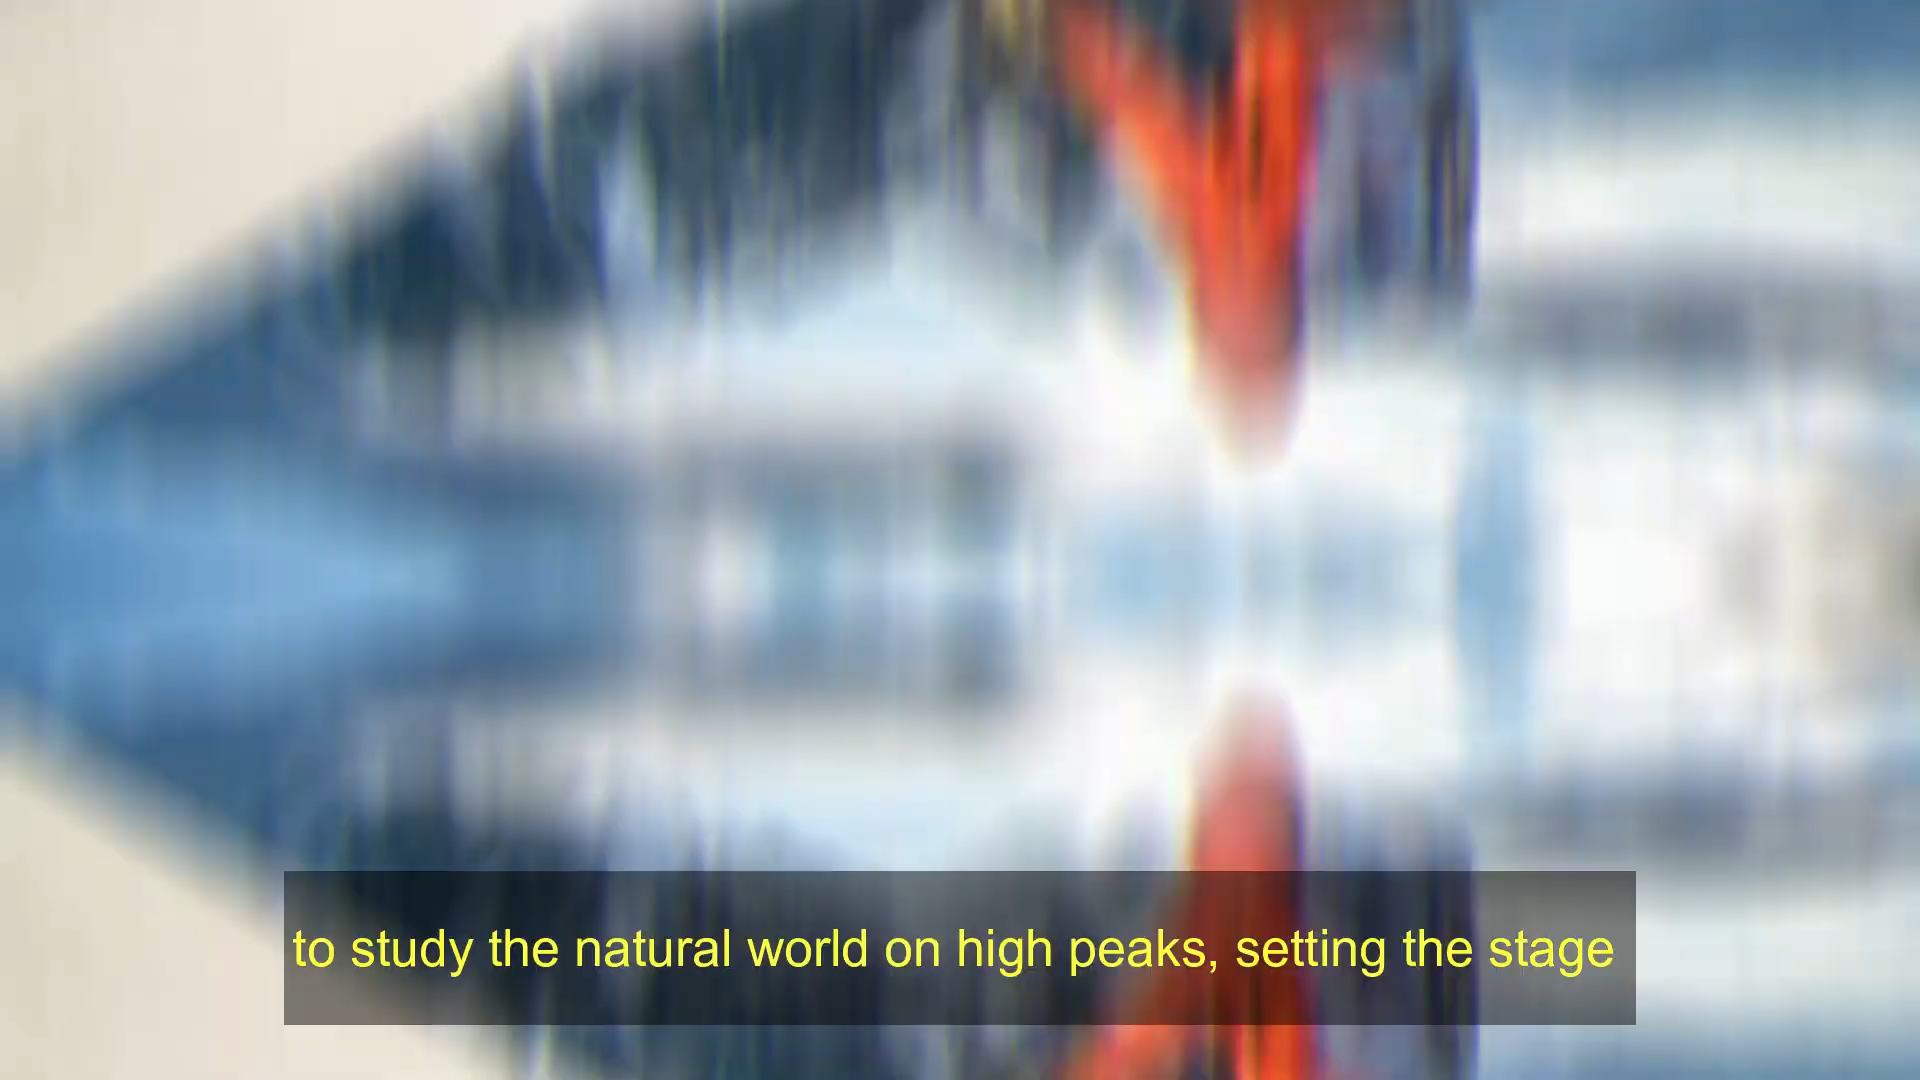 to study the natural world on high peaks, setting the stage